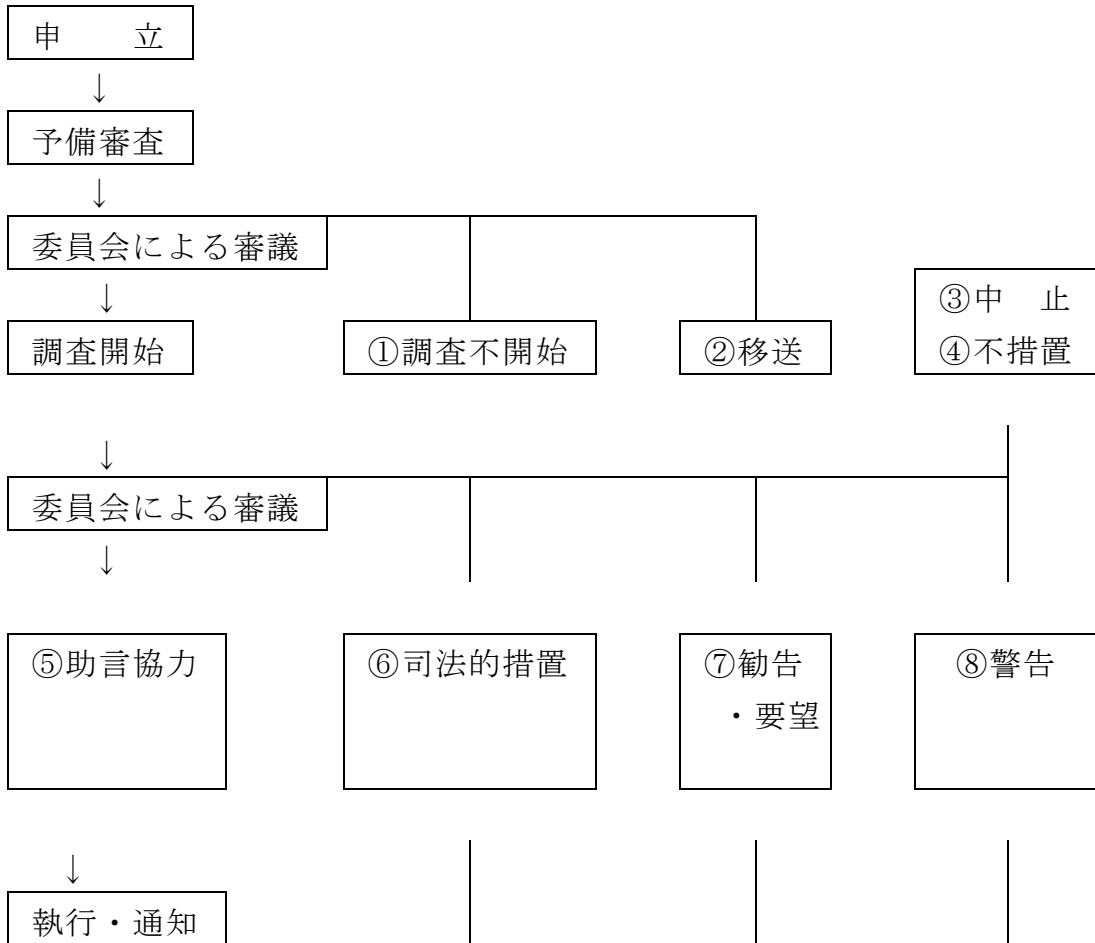 申　　立
↓
予備審査
↓
委員会による審議
↓
調査開始
①調査不開始
②移送
③中　止
④不措置
↓
委員会による審議
↓
⑤助言協力
⑥司法的措置
⑦勧告
・要望
⑧警告
↓
執行・通知